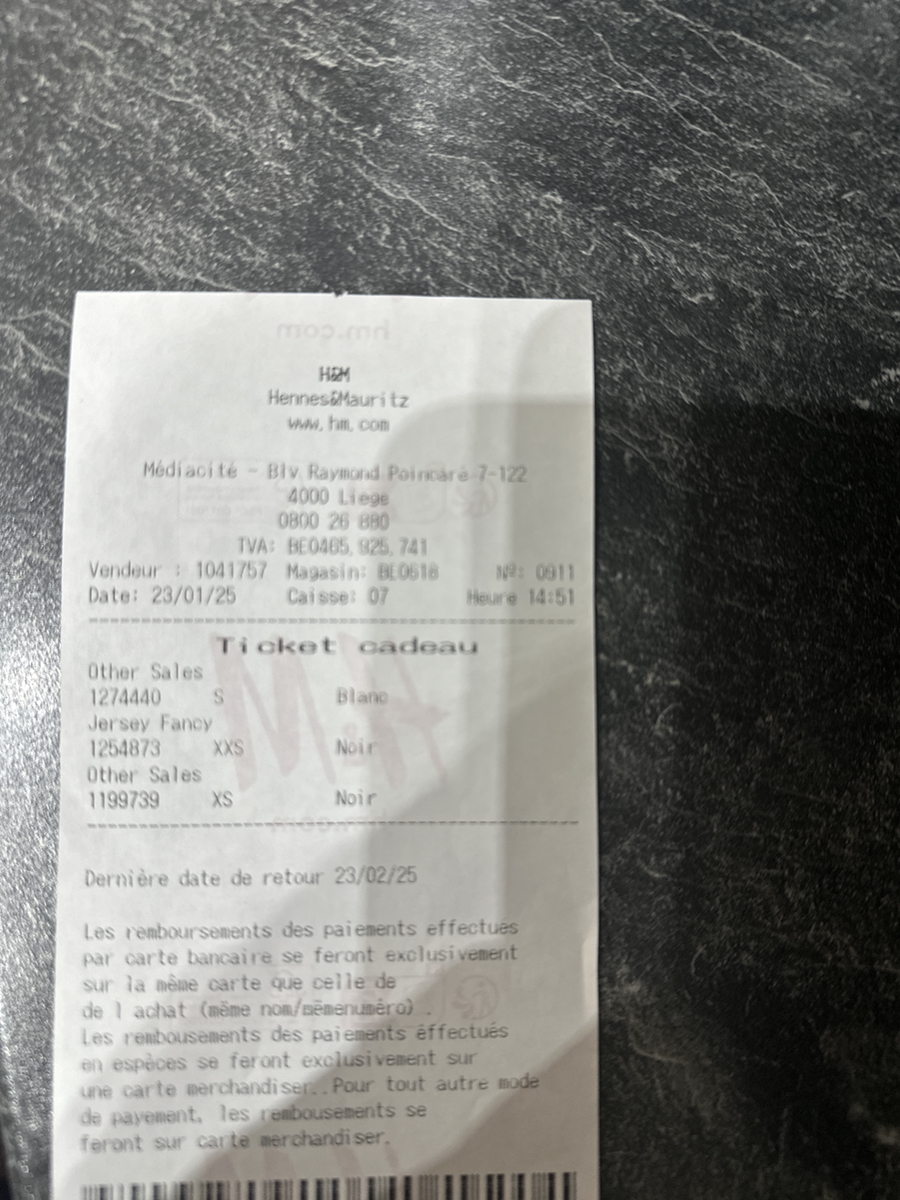 hm.com
H&M
Hennes&Mauritz
www.hm.com
Médiacité - Blv Raymond Poincaré 7-122
4000 Liege
0800 26 880
TVA: BE0465.925.741
Vendeur : 1041757 Magasin: BE0618 Nº: 0911
Date: 23/01/25 Caisse: 07 Heure 14:51
Ticket cadeau
Other Sales
1274440 S Blanc
Jersey Fancy
1254873 XXS Noir
Other Sales
1199739 XS Noir
Dernière date de retour 23/02/25
Les remboursements des paiements effectués
par carte bancaire se feront exclusivement
sur la même carte que celle de
de l achat (même nom/mêmenuméro) .
Les rembousements des paiements éffectués
en espèces se feront exclusivement sur
une carte merchandiser..Pour tout autre mode
de payement, les rembousements se
feront sur carte merchandiser.